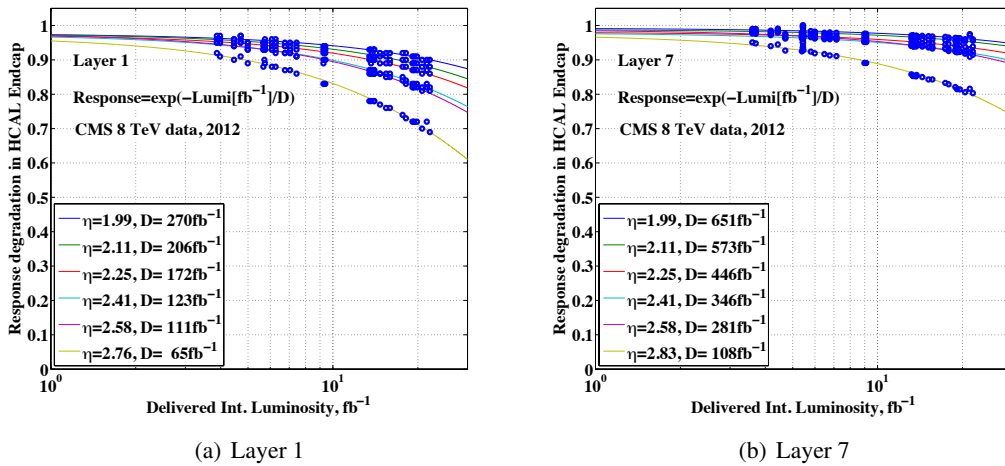 Response degradation in HCAL Endcap
1
0.9
0.8
0.7
0.6
0.5
0.4
0.3
0.2
0.1
0
Layer 1
Response=exp(-Lumi[fb⁻¹]/D)
CMS 8 TeV data, 2012
η=1.99, D= 270fb⁻¹
η=2.11, D= 206fb⁻¹
η=2.25, D= 172fb⁻¹
η=2.41, D= 123fb⁻¹
η=2.58, D= 111fb⁻¹
η=2.76, D= 65fb⁻¹
10⁰ 10¹
Delivered Int. Luminosity, fb⁻¹
(a) Layer 1
Response degradation in HCAL Endcap
1
0.9
0.8
0.7
0.6
0.5
0.4
0.3
0.2
0.1
0
Layer 7
Response=exp(-Lumi[fb⁻¹]/D)
CMS 8 TeV data, 2012
η=1.99, D= 651fb⁻¹
η=2.11, D= 573fb⁻¹
η=2.25, D= 446fb⁻¹
η=2.41, D= 346fb⁻¹
η=2.58, D= 281fb⁻¹
η=2.83, D= 108fb⁻¹
10⁰ 10¹
Delivered Int. Luminosity, fb⁻¹
(b) Layer 7